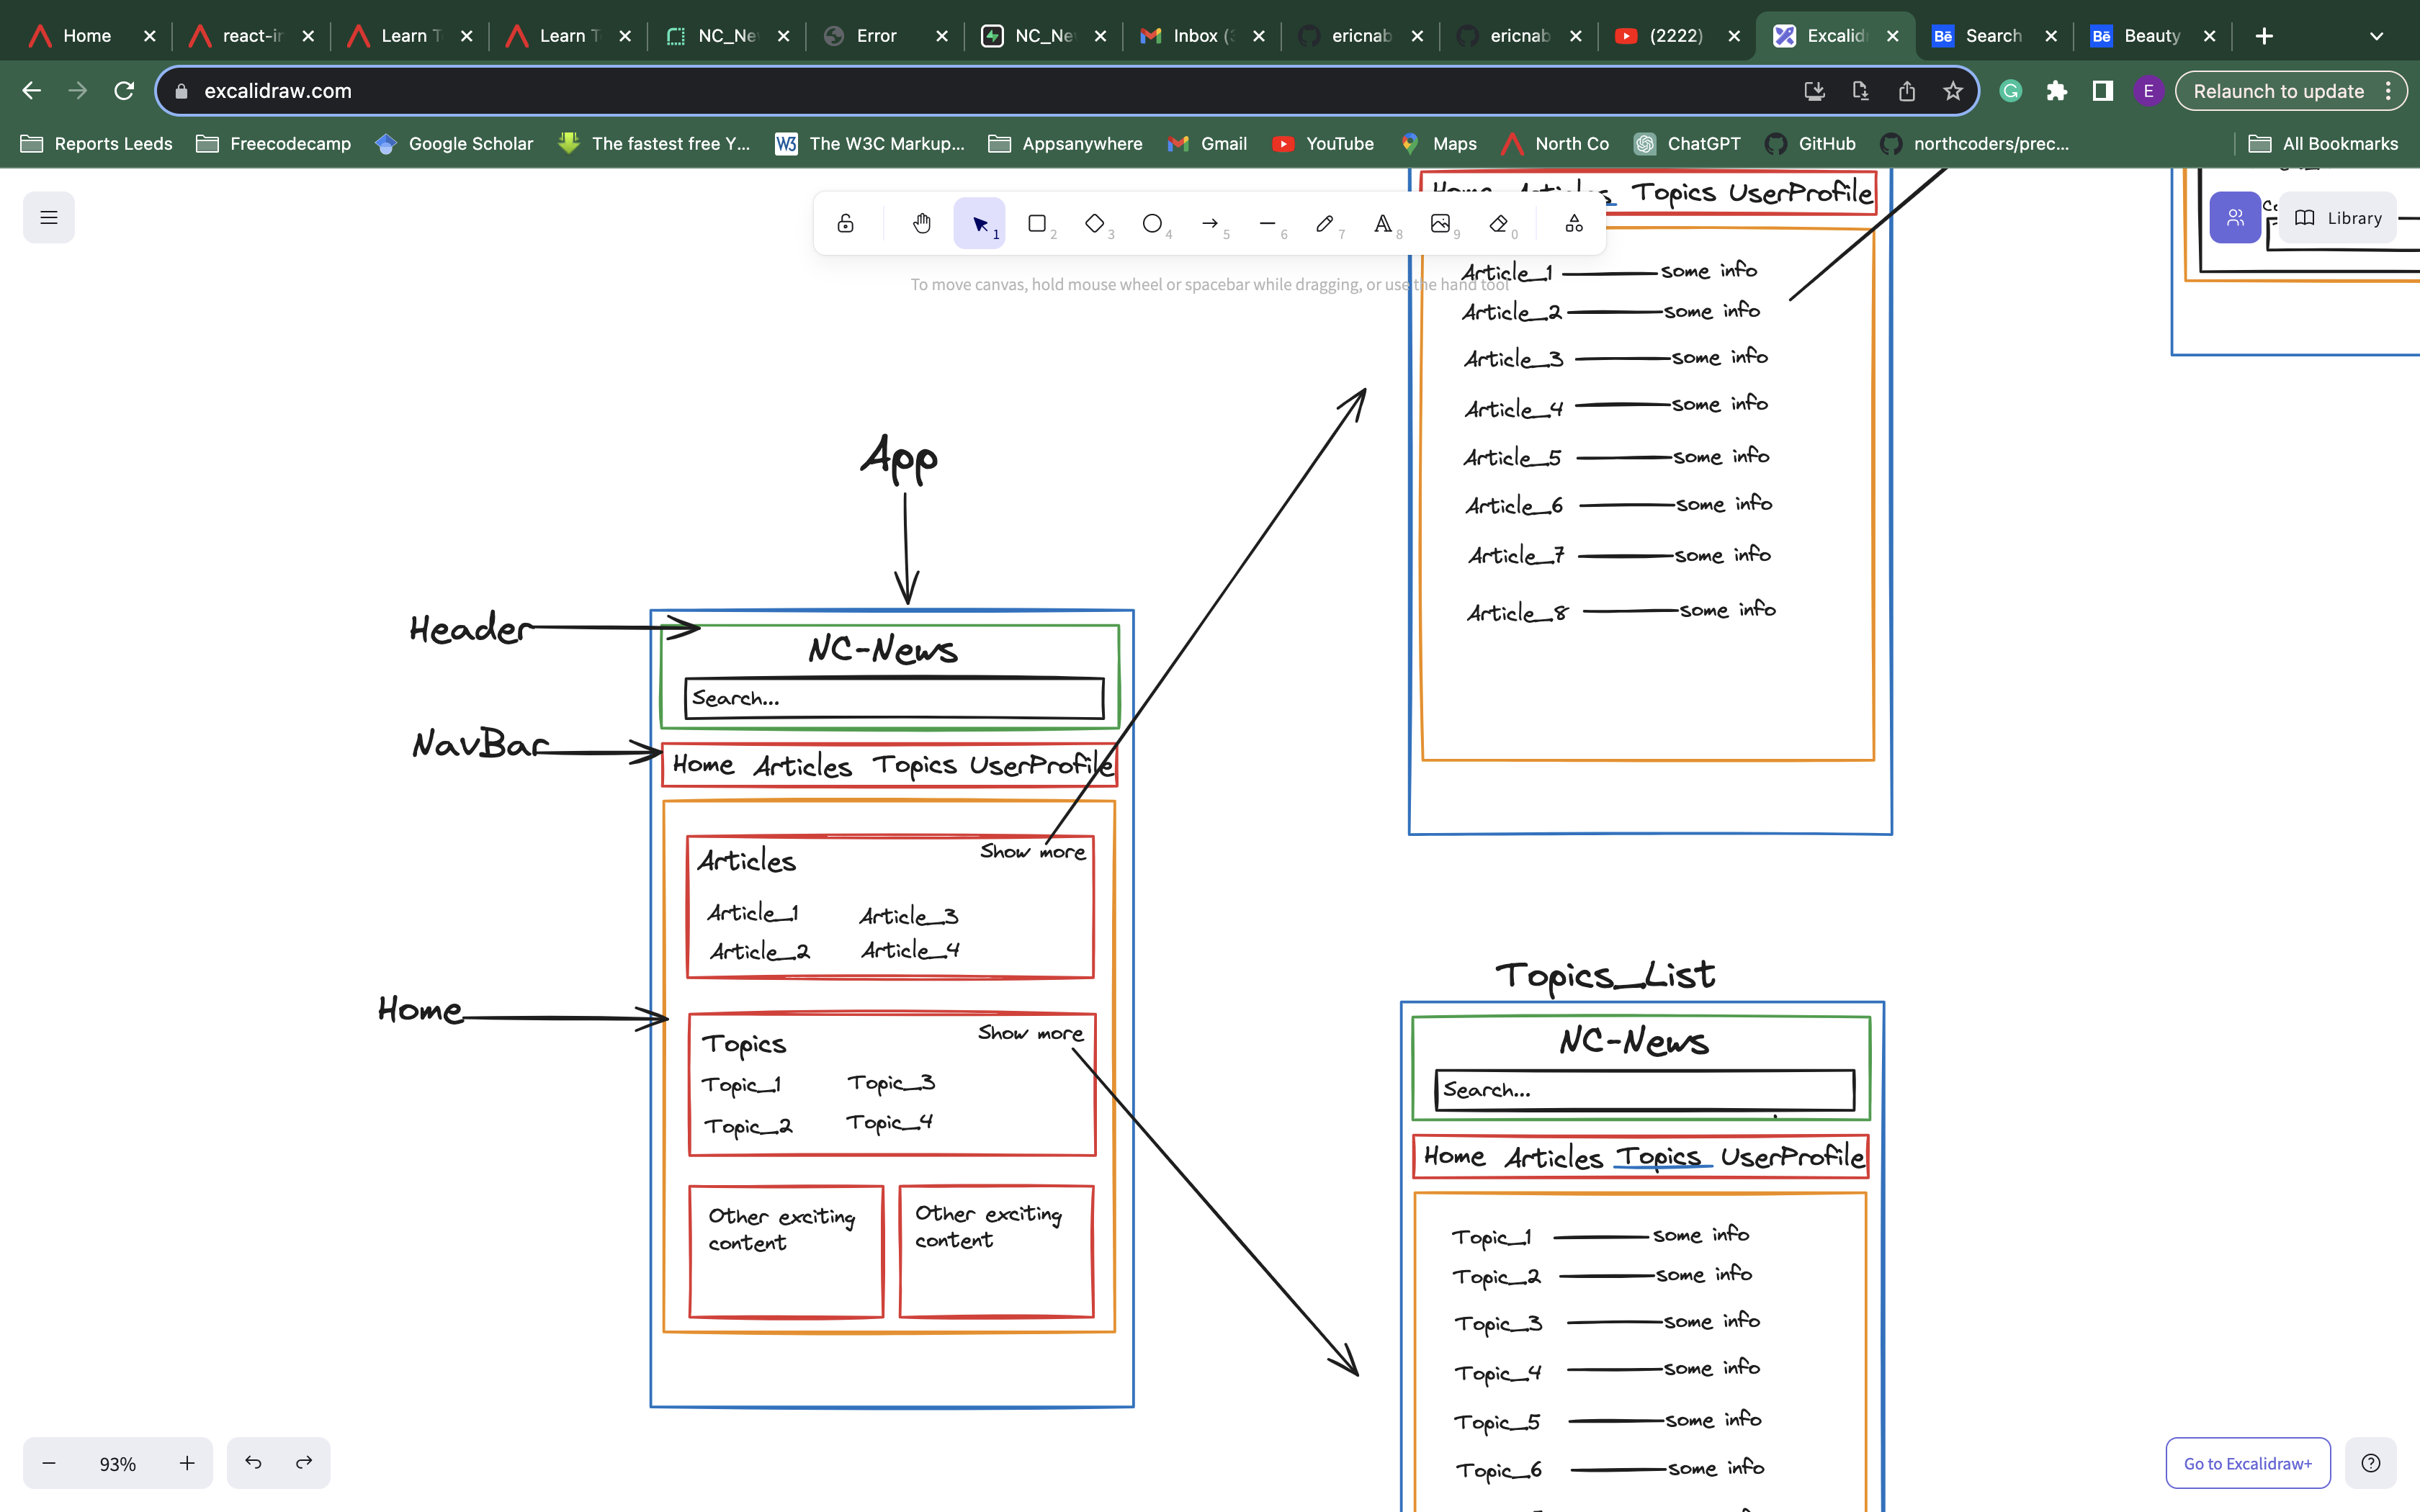 Home
react-ir
Learn T
Learn T
NC_Ne
Error
NC_Ne
Inbox (3
ericnab
ericnab
(2222)
Excalid
Search
Beauty
excalidraw.com
E
Relaunch to update
Reports Leeds
Freecodecamp
Google Scholar
The fastest free Y...
The W3C Markup...
Appsanywhere
Gmail
YouTube
Maps
North Co
ChatGPT
GitHub
northcoders/prec...
All Bookmarks
1 2 3 4 5 6 7 8 9 0
Library
To move canvas, hold mouse wheel or spacebar while dragging, or use the hand tool
Home Articles Topics UserProfile
Article_1 some info
Article_2 some info
Article_3 some info
Article_4 some info
Article_5 some info
Article_6 some info
Article_7 some info
Article_8 some info
App
Header
NC-News
Search...
NavBar
Home Articles Topics UserProfile
Articles Show more
Article_1 Article_3
Article_2 Article_4
Home
Topics Show more
Topic_1 Topic_3
Topic_2 Topic_4
Other exciting
content
Other exciting
content
Topics_List
NC-News
Search...
Home Articles Topics UserProfile
Topic_1 some info
Topic_2 some info
Topic_3 some info
Topic_4 some info
Topic_5 some info
Topic_6 some info
93%
Go to Excalidraw+